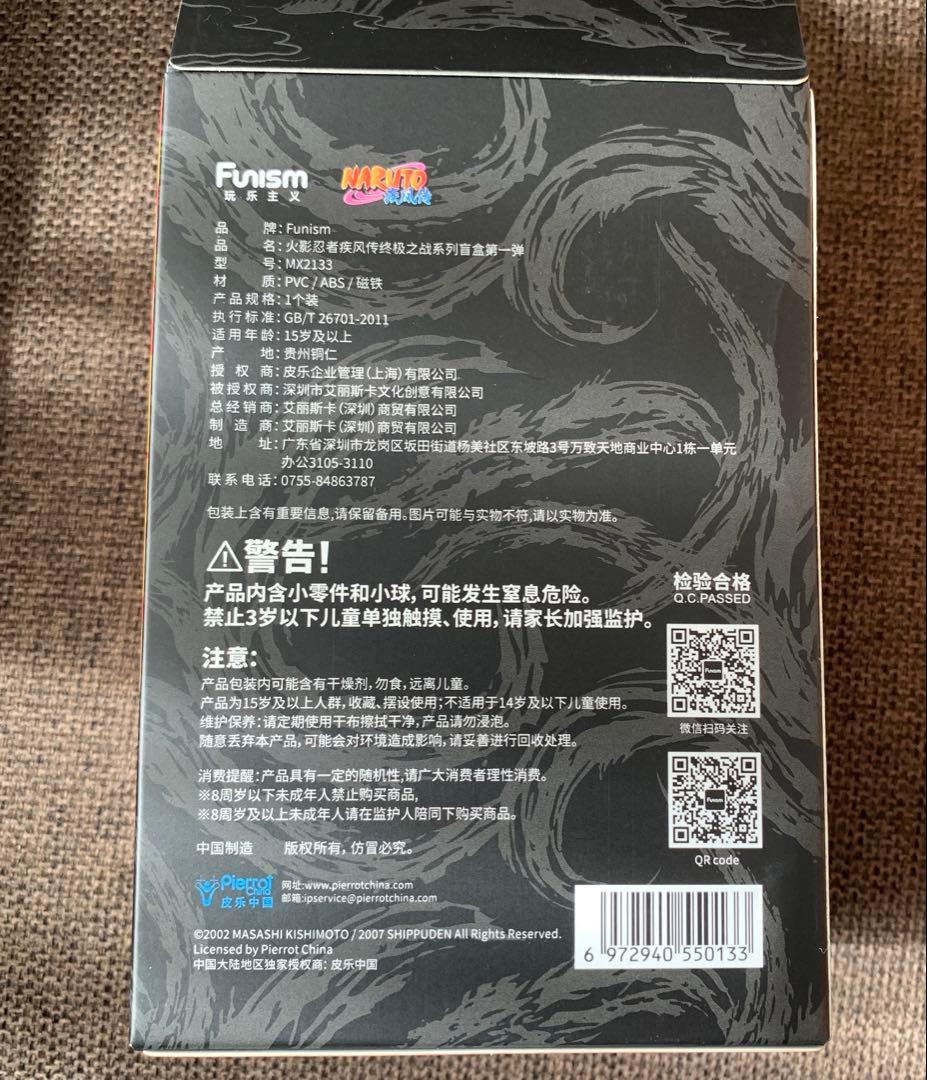 Funism
玩乐主义
NARUTO
疾风传
品牌：Funism
品名：火影忍者疾风传终极之战系列盲盒第一弹
型号：MX2133
材质：PVC / ABS / 磁铁
产品规格：1个装
执行标准：GB/T 26701-2011
适用年龄：15岁及以上
产地：贵州铜仁
授权商：皮乐企业管理（上海）有限公司
被授权商：深圳市艾丽斯卡文化创意有限公司
总经销商：艾丽斯卡（深圳）商贸有限公司
制造商：艾丽斯卡（深圳）商贸有限公司
地址：广东省深圳市龙岗区坂田街道杨美社区东坡路3号万致天地商业中心1栋一单元
办公3105-3110
联系电话：0755-84863787
包装上含有重要信息，请保留备用。图片可能与实物不符，请以实物为准。
警告！
产品内含小零件和小球，可能发生窒息危险。
禁止3岁以下儿童单独触摸、使用，请家长加强监护。
检验合格
Q.C.PASSED
注意：
产品包装内可能含有干燥剂，勿食，远离儿童。
产品为15岁及以上人群，收藏、摆设使用；不适用于14岁及以下儿童使用。
维护保养：请定期使用干布擦拭干净，产品请勿浸泡。
随意丢弃本产品，可能会对环境造成影响，请妥善进行回收处理。
Funism
微信扫码关注
消费提醒：产品具有一定的随机性，请广大消费者理性消费。
※8周岁以下未成年人禁止购买商品，
※8周岁及以上未成年人请在监护人陪同下购买商品。
Funism
QR code
中国制造 版权所有，仿冒必究。
Pierrot
China
皮乐中国
网址：www.pierrotchina.com
邮箱：ipservice@pierrotchina.com
©2002 MASASHI KISHIMOTO / 2007 SHIPPUDEN All Rights Reserved.
Licensed by Pierrot China
中国大陆地区独家授权商：皮乐中国
6 972940 550133